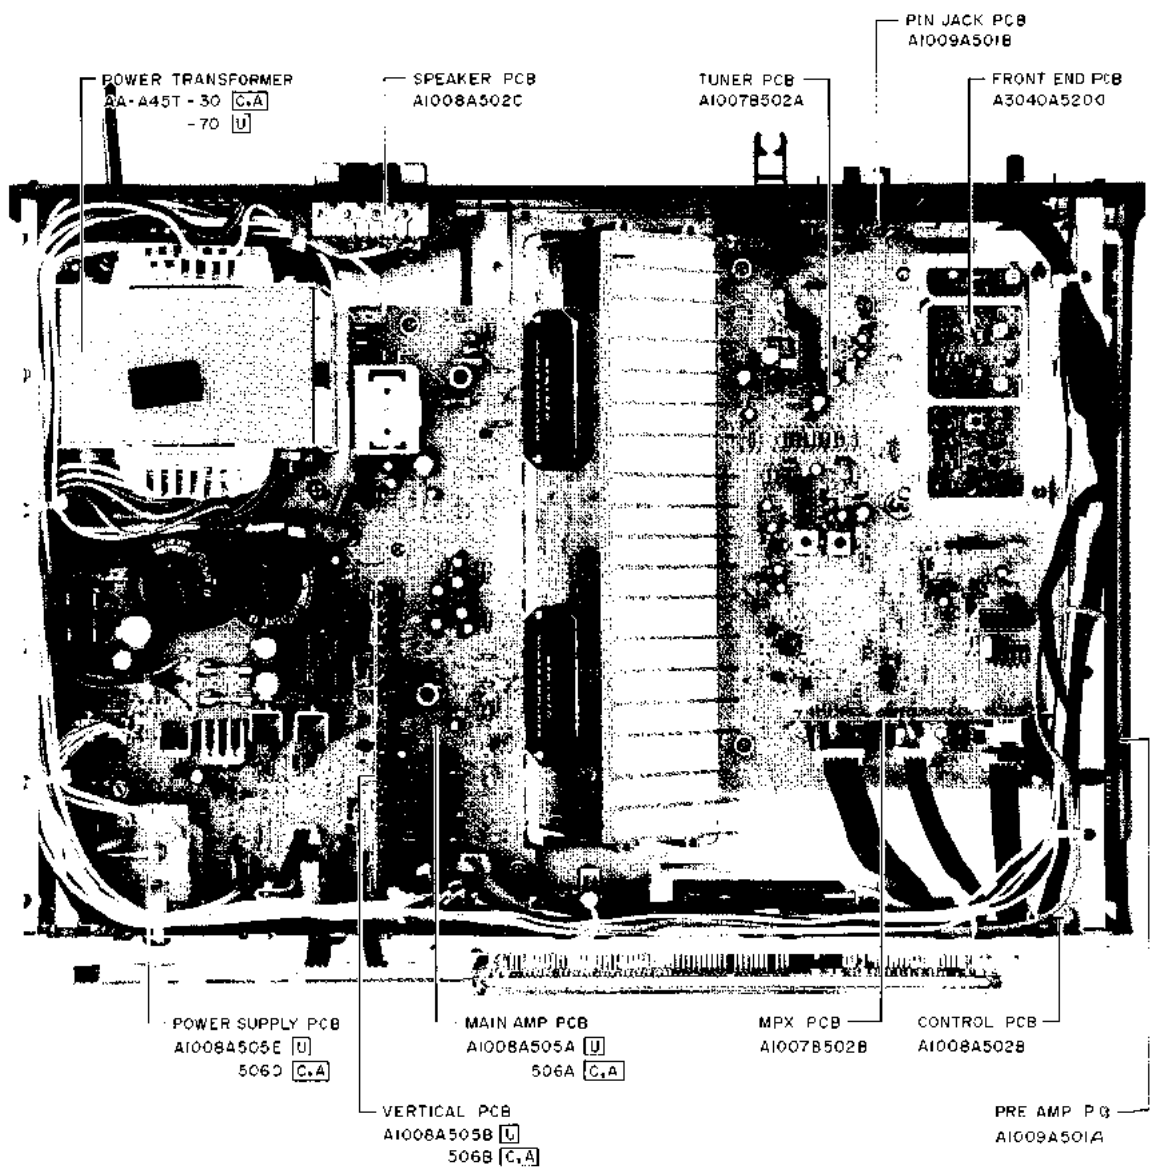 PIN JACK PCB
A1009A501B
POWER TRANSFORMER
AA-A45T-30 C,A
-70 U
SPEAKER PCB
A1008A502C
TUNER PCB
A1007B502A
FRONT END PCB
A3040A520
POWER SUPPLY PCB
A1008A505E U
506 C,A
MAIN AMP PCB
A1008A505A U
506A C,A
MPX PCB
A1007B502B
CONTROL PCB
A1008A502B
VERTICAL PCB
A1008A505B U
506B C,A
PRE AMP PCB
A1009A501A